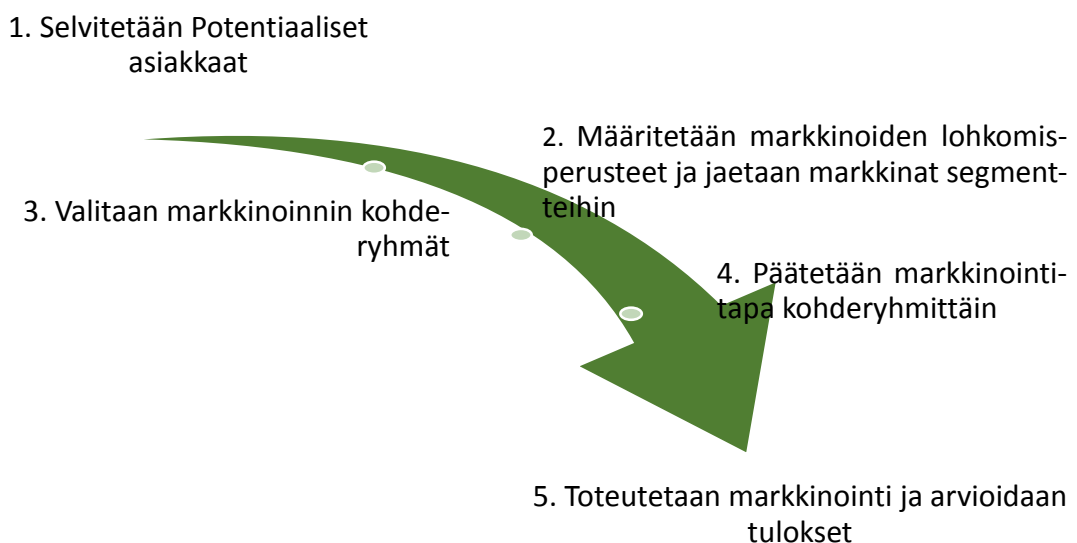 1. Selvitetään Potentiaaliset
asiakkaat
2. Määritetään markkinoiden lohkomis-
perusteet ja jaetaan markkinat segment-
teihin
3. Valitaan markkinoinnin kohde-
ryhmät
4. Päätetään markkinointi-
tapa kohderyhmittäin
5. Toteutetaan markkinointi ja arvioidaan
tulokset